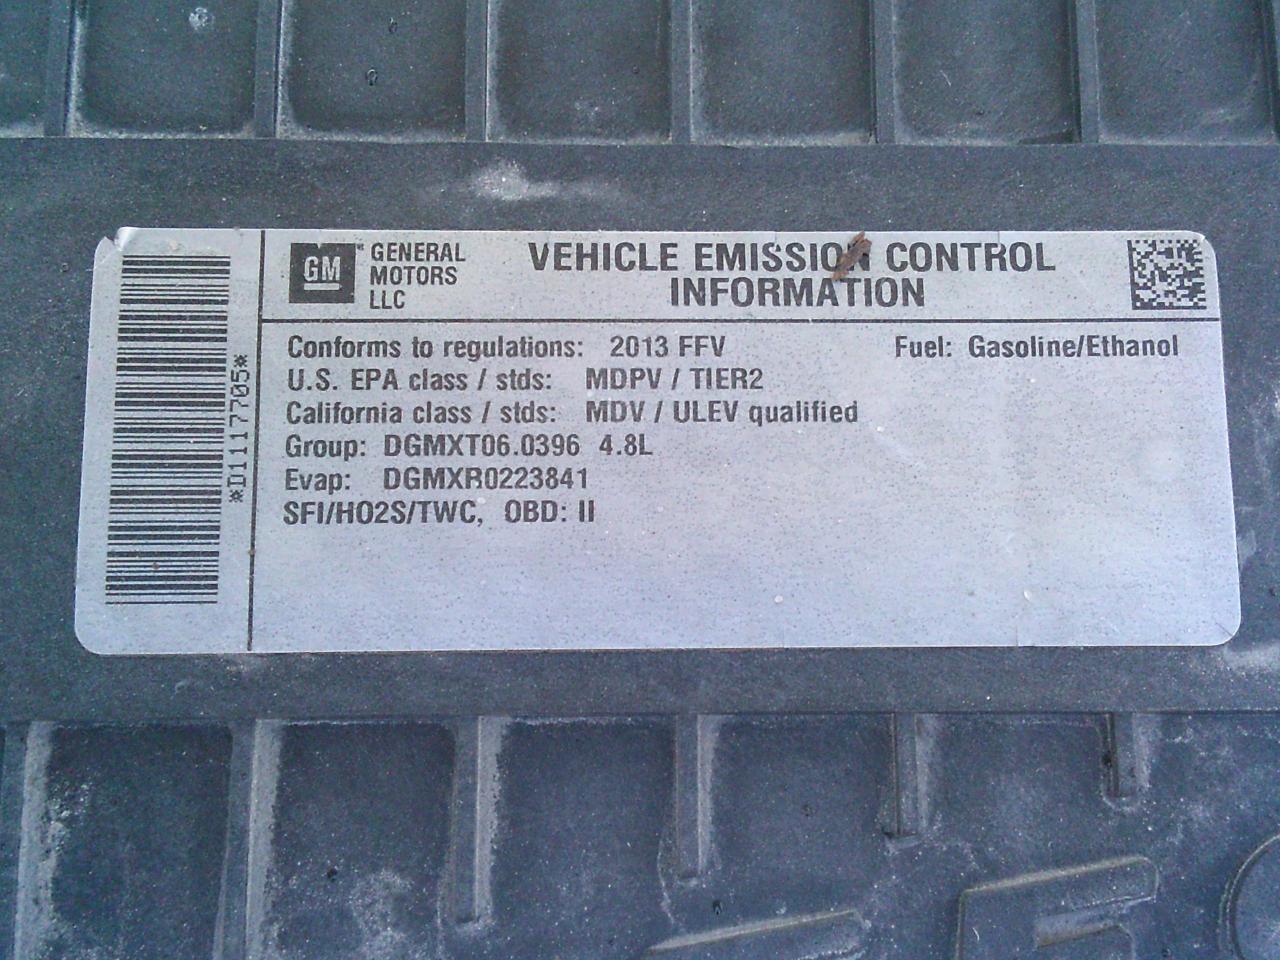 *D1117705*
GM
GENERAL
MOTORS
LLC
VEHICLE EMISSION CONTROL
INFORMATION
Conforms to regulations: 2013 FFV Fuel: Gasoline/Ethanol
U.S. EPA class / stds: MDPV / TIER2
California class / stds: MDV / ULEV qualified
Group: DGMXT06.0396 4.8L
Evap: DGMXR0223841
SFI/HO2S/TWC, OBD: II